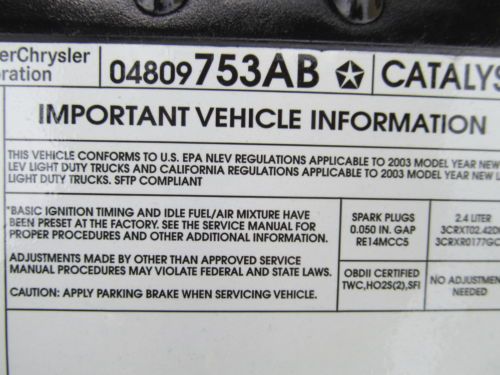 erChrysler
oration
04809753AB
CATALYS
IMPORTANT VEHICLE INFORMATION
THIS VEHICLE CONFORMS TO U.S. EPA NLEV REGULATIONS APPLICABLE TO 2003 MODEL YEAR NEW
LEV LIGHT DUTY TRUCKS AND CALIFORNIA REGULATIONS APPLICABLE TO 2003 MODEL YEAR NEW L
LIGHT DUTY TRUCKS. SFTP COMPLIANT
*BASIC IGNITION TIMING AND IDLE FUEL/AIR MIXTURE HAVE
BEEN PRESET AT THE FACTORY. SEE THE SERVICE MANUAL FOR
PROPER PROCEDURES AND OTHER ADDITIONAL INFORMATION.
ADJUSTMENTS MADE BY OTHER THAN APPROVED SERVICE
MANUAL PROCEDURES MAY VIOLATE FEDERAL AND STATE LAWS.
CAUTION: APPLY PARKING BRAKE WHEN SERVICING VEHICLE.
SPARK PLUGS
0.050 IN. GAP
RE14MCC5
2.4 LITER
3CRXT02.42D
3CRXR0177GC
OBDII CERTIFIED
TWC,HO2S(2),SFI
NO ADJUSTMEN
NEEDED